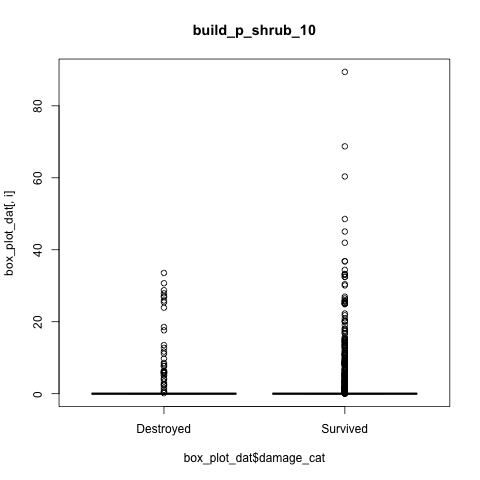 build_p_shrub_10
box_plot_dat[, i]
80
60
40
20
0
Destroyed
Survived
box_plot_dat$damage_cat